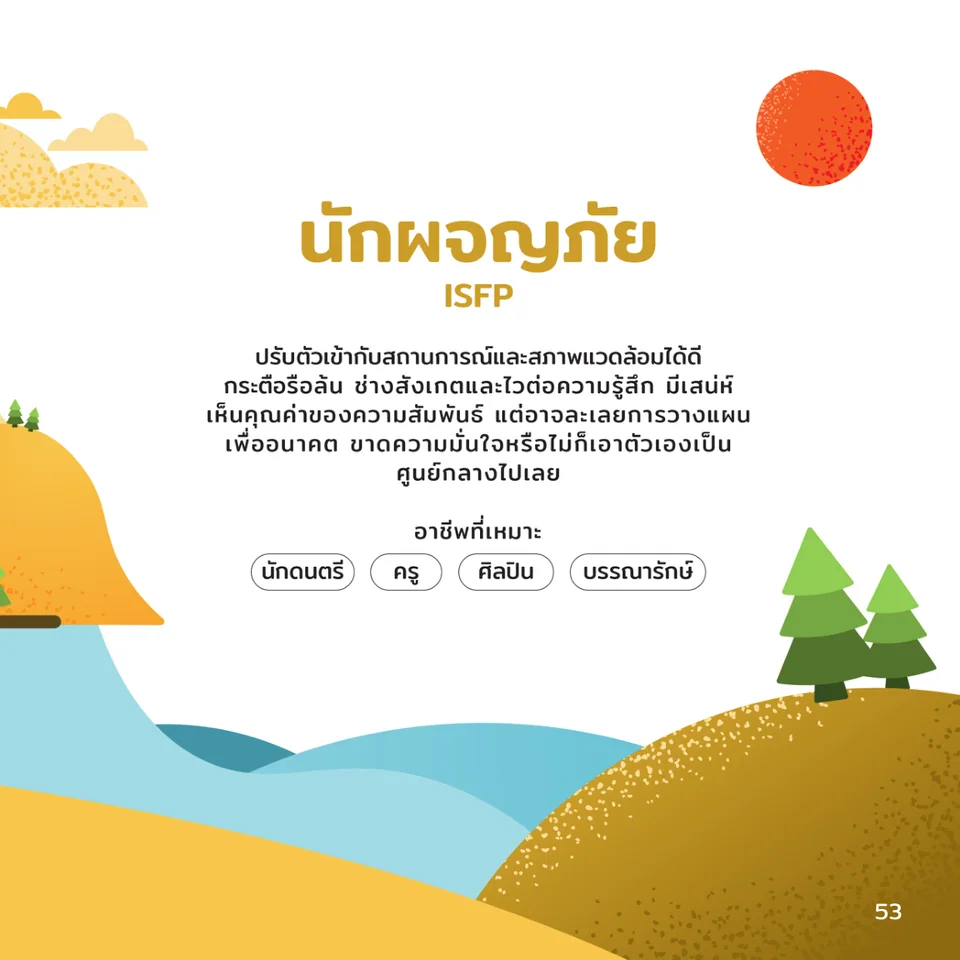 นักผจญภัย
ISFP
ปรับตัวเข้ากับสถานการณ์และสภาพแวดล้อมได้ดี
กระตือรือล้น ช่างสังเกตและไวต่อความรู้สึก มีเสน่ห์
เห็นคุณค่าของความสัมพันธ์ แต่อาจละเลยการวางแผน
เพื่ออนาคต ขาดความมั่นใจหรือไม่ก็เอาตัวเองเป็น
ศูนย์กลางไปเลย
อาชีพที่เหมาะ
นักดนตรี ครู ศิลปิน บรรณารักษ์
53